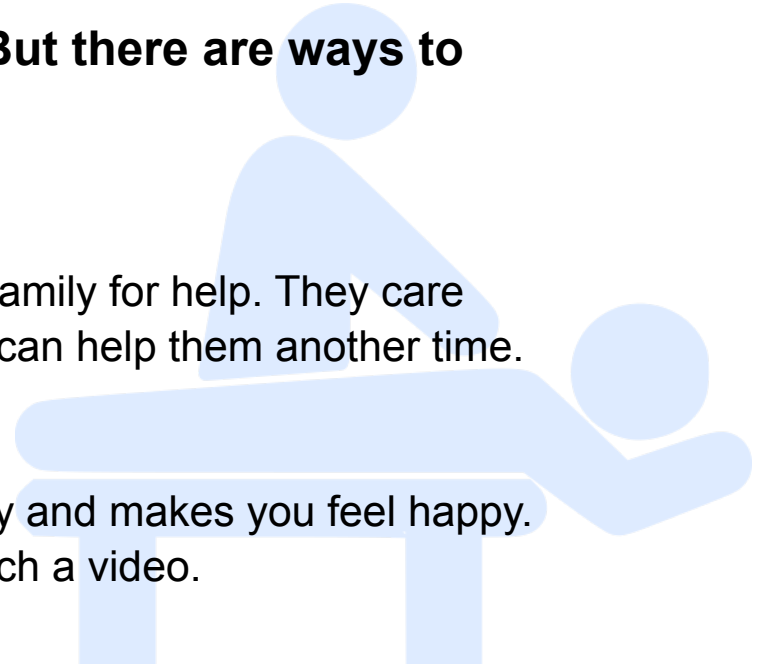 But there are ways to
amily for help. They care
can help them another time.
y and makes you feel happy.
ch a video.